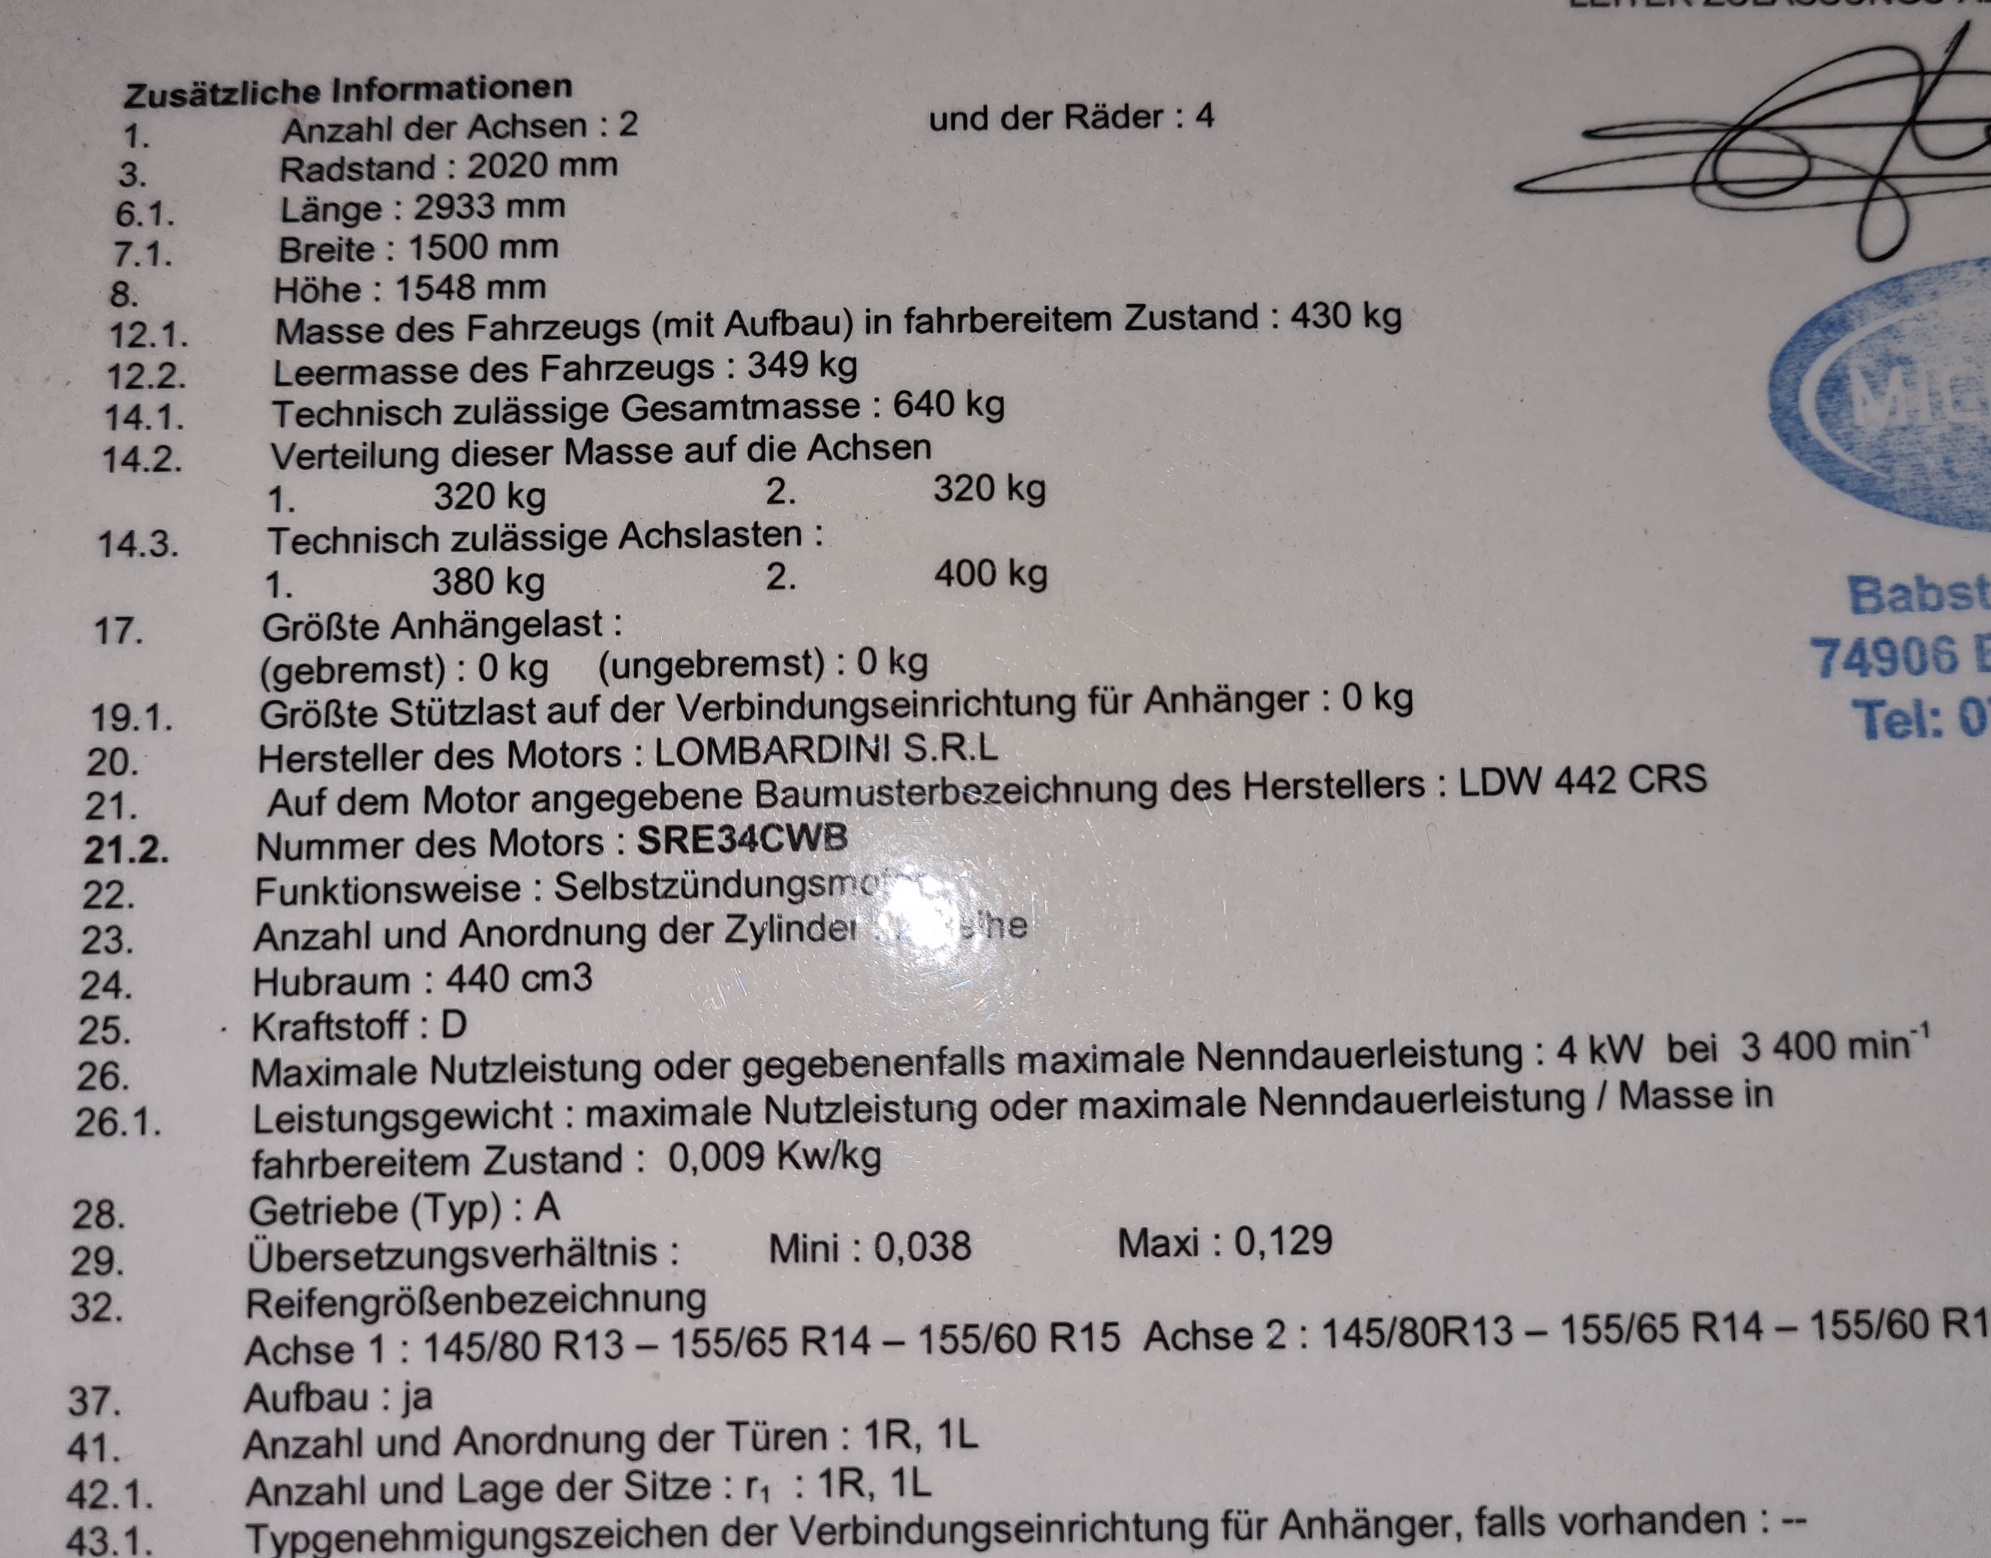 Zusätzliche Informationen
1. Anzahl der Achsen : 2 und der Räder : 4
3. Radstand : 2020 mm
6.1. Länge : 2933 mm
7.1. Breite : 1500 mm
8. Höhe : 1548 mm
12.1. Masse des Fahrzeugs (mit Aufbau) in fahrbereitem Zustand : 430 kg
12.2. Leermasse des Fahrzeugs : 349 kg
14.1. Technisch zulässige Gesamtmasse : 640 kg
14.2. Verteilung dieser Masse auf die Achsen
1. 320 kg 2. 320 kg
14.3. Technisch zulässige Achslasten :
1. 380 kg 2. 400 kg
Babst
17. Größte Anhängelast :
(gebremst) : 0 kg (ungebremst) : 0 kg
74906
19.1. Größte Stützlast auf der Verbindungseinrichtung für Anhänger : 0 kg
Tel: 0
20. Hersteller des Motors : LOMBARDINI S.R.L
21. Auf dem Motor angegebene Baumusterbezeichnung des Herstellers : LDW 442 CRS
21.2. Nummer des Motors : SRE34CWB
22. Funktionsweise :
23. Anzahl und Anordnung der Zylinder
24. Hubraum : 440 cm3
25. Kraftstoff : D
26. Maximale Nutzleistung oder gegebenenfalls maximale Nenndauerleistung : 4 kW bei 3 400 min⁻¹
26.1. Leistungsgewicht : maximale Nutzleistung oder maximale Nenndauerleistung / Masse in
fahrbereitem Zustand : 0,009 Kw/kg
28. Getriebe (Typ) : A
29. Übersetzungsverhältnis : Mini : 0,038 Maxi : 0,129
32. Reifengrößenbezeichnung
Achse 1 : 145/80 R13 – 155/65 R14 – 155/60 R15 Achse 2 : 145/80R13 – 155/65 R14 – 155/60 R1
37. Aufbau : ja
41. Anzahl und Anordnung der Türen : 1R, 1L
42.1. Anzahl und Lage der Sitze : r₁ : 1R, 1L
43.1. Typgenehmigungszeichen der Verbindungseinrichtung für Anhänger, falls vorhanden : --